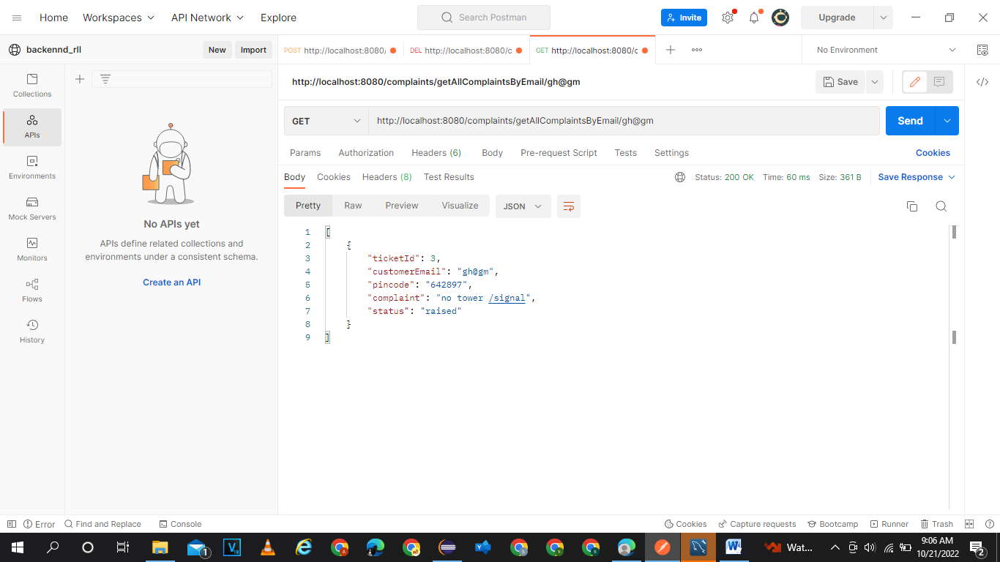 Home Workspaces API Network Explore Search Postman Invite Upgrade
backennd_rll New Import
POST http://localhost:8080/ DEL http://localhost:8080/c GET http://localhost:8080/c No Environment
http://localhost:8080/complaints/getAllComplaintsByEmail/gh@gm Save
GET http://localhost:8080/complaints/getAllComplaintsByEmail/gh@gm Send
Params Authorization Headers (6) Body Pre-request Script Tests Settings Cookies
Body Cookies Headers (8) Test Results Status: 200 OK Time: 60 ms Size: 361 B Save Response
Pretty Raw Preview Visualize JSON
1 [
2 {
3 "ticketId": 3,
4 "customerEmail": "gh@gm",
5 "pincode": "642897",
6 "complaint": "no tower /signal",
7 "status": "raised"
8 }
9 ]
Collections
APIs
Environments
Mock Servers
Monitors
Flows
History
No APIs yet
APIs define related collections and
environments under a consistent schema.
Create an API
Error Find and Replace Console Cookies Capture requests Bootcamp Runner Trash
1 Wat... 9:06 AM
10/21/2022 2